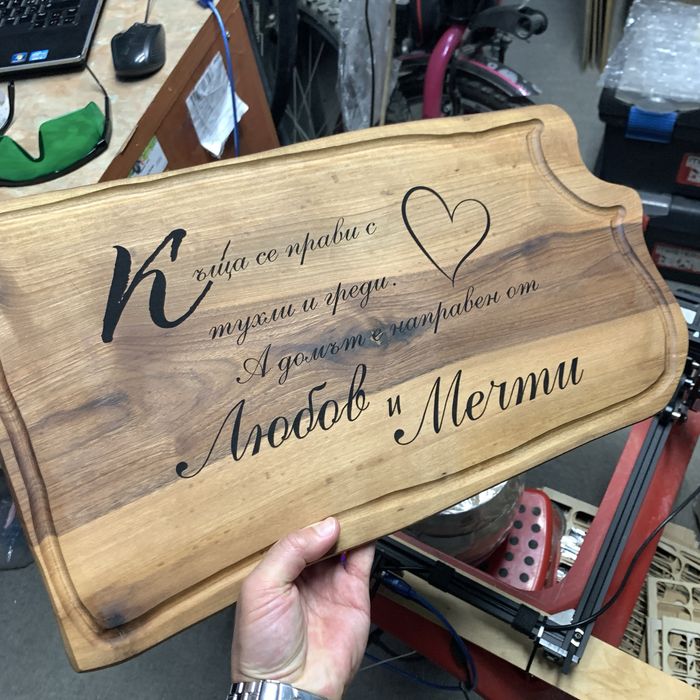 Къща се прави с
тухли и греди.
А домът е направен от
Любов и Мечти